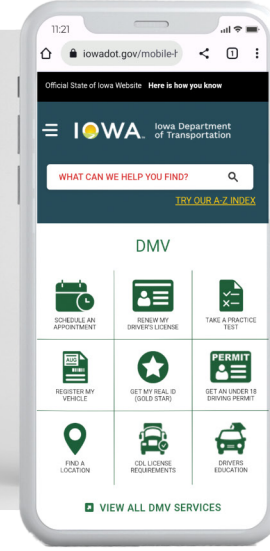 11:21
iowadot.gov/mobile-h
1
Official State of Iowa Website Here is how you know
IOWA. Iowa Department
of Transportation
WHAT CAN WE HELP YOU FIND?
TRY OUR A-Z INDEX
DMV
SCHEDULE AN
APPOINTMENT
RENEW MY
DRIVER'S LICENSE
TAKE A PRACTICE
TEST
AUG
REGISTER MY
VEHICLE
GET MY REAL ID
(GOLD STAR)
PERMIT
GET AN UNDER 18
DRIVING PERMIT
FIND A
LOCATION
CDL LICENSE
REQUIREMENTS
DRIVERS
EDUCATION
VIEW ALL DMV SERVICES